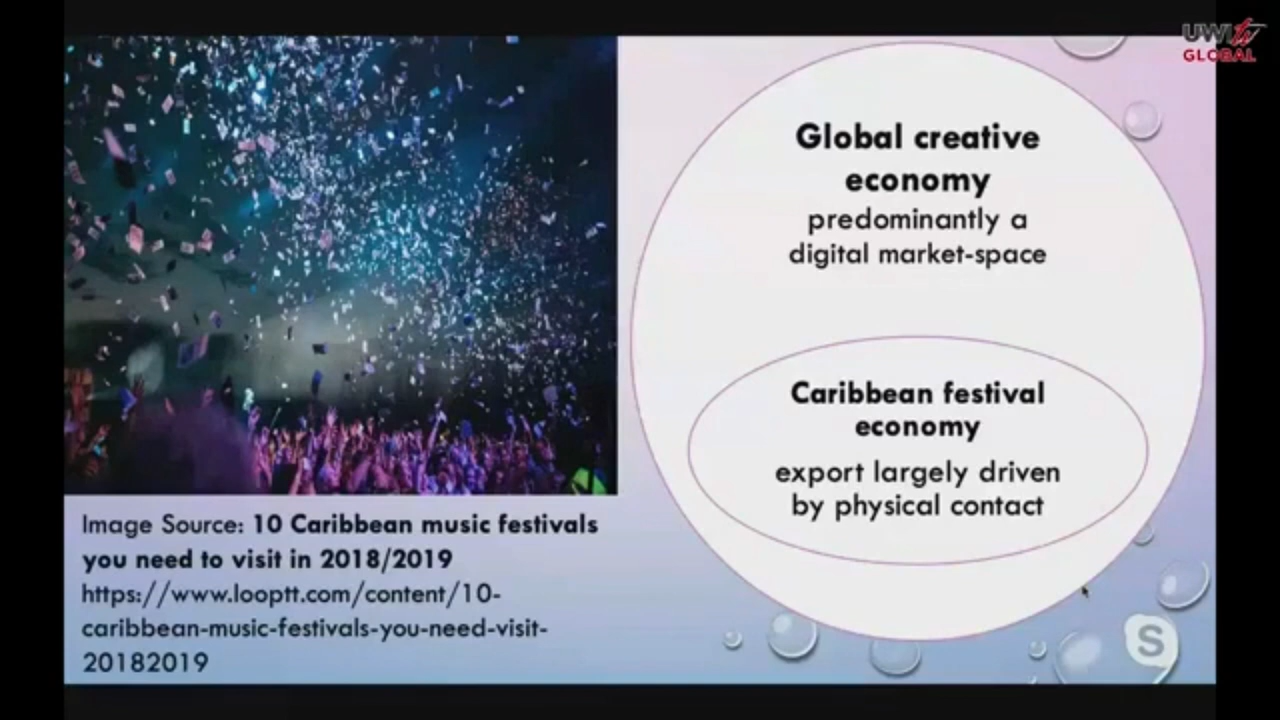 UWI tv
GLOBAL
Global creative
economy
predominantly a
digital market-space
Caribbean festival
economy
export largely driven
by physical contact
Image Source: 10 Caribbean music festivals
you need to visit in 2018/2019
https://www.looptt.com/content/10-
caribbean-music-festivals-you-need-visit-
20182019
S